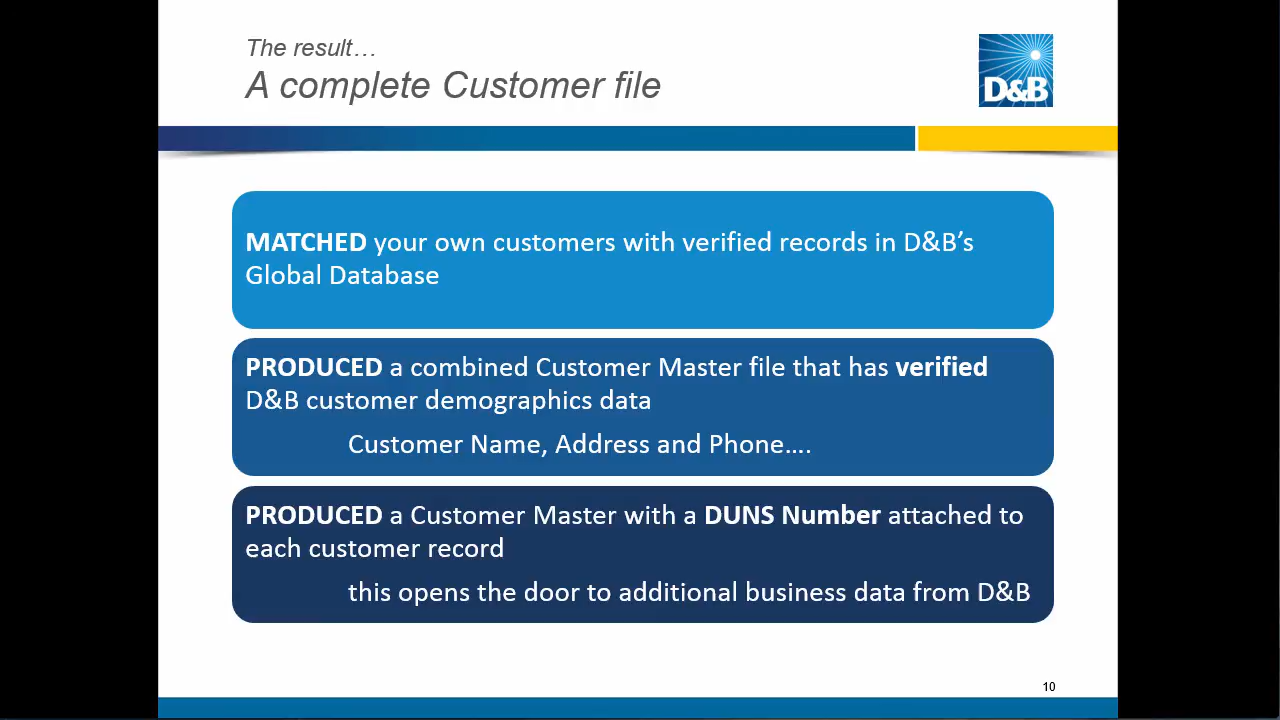 The result…
A complete Customer file
D&B
MATCHED your own customers with verified records in D&B’s
Global Database
PRODUCED a combined Customer Master file that has verified
D&B customer demographics data
Customer Name, Address and Phone….
PRODUCED a Customer Master with a DUNS Number attached to
each customer record
this opens the door to additional business data from D&B
10